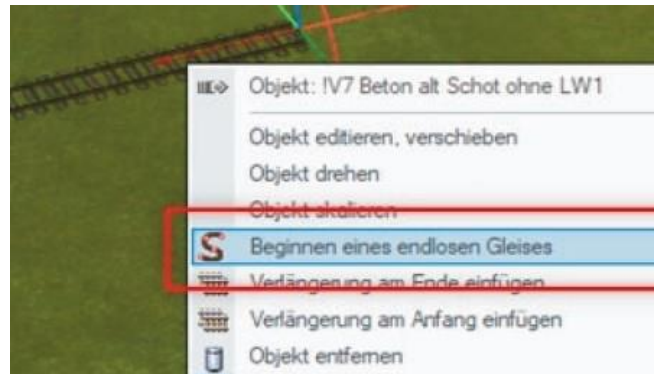 Objekt: !V7 Beton alt Schot ohne LW1
Objekt editieren, verschieben
Objekt drehen
Objekt skalieren
Beginnen eines endlosen Gleises
Verlängerung am Ende einfügen
Verlängerung am Anfang einfügen
Objekt entfernen